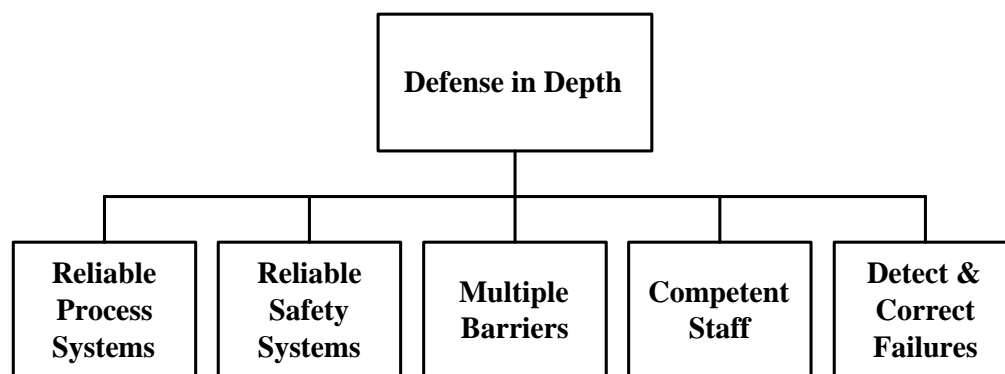 Defense in Depth
Reliable
Process
Systems
Reliable
Safety
Systems
Multiple
Barriers
Competent
Staff
Detect &
Correct
Failures